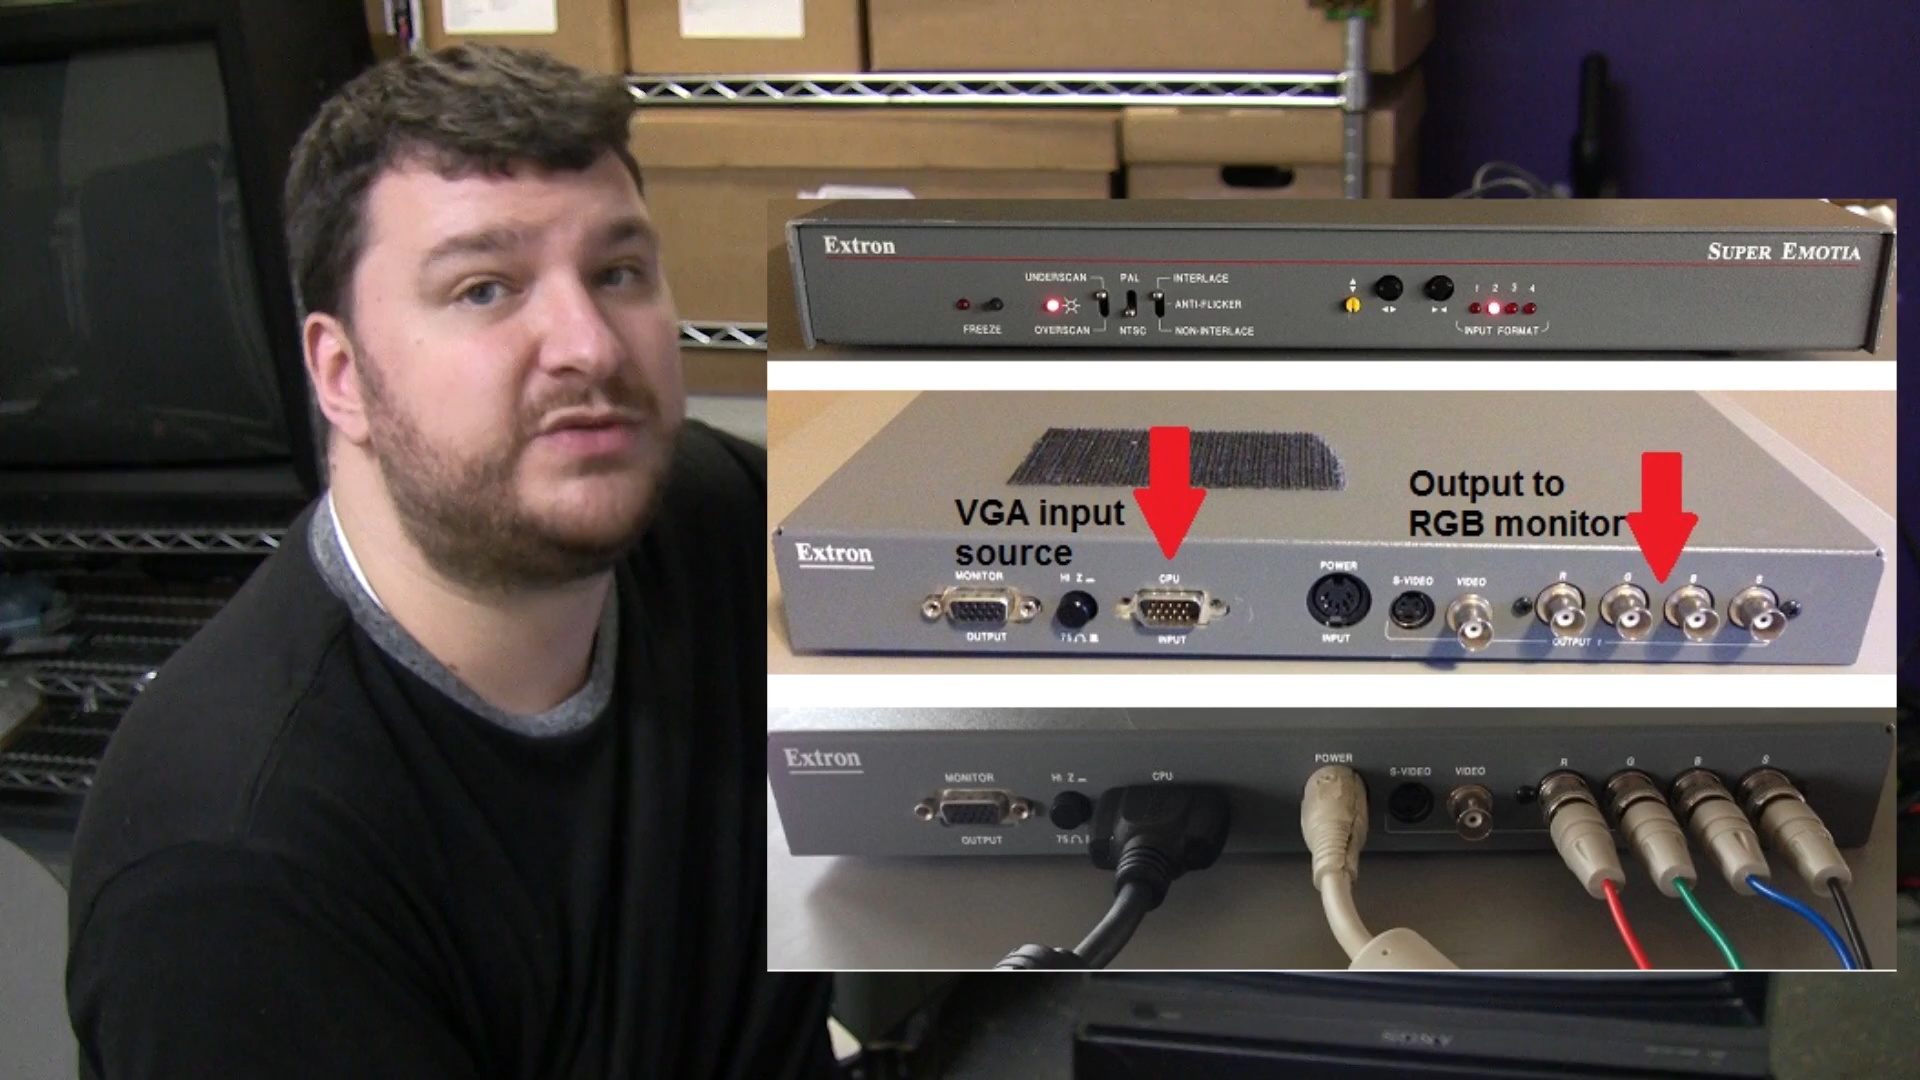 Extron
SUPER EMOTIA
UNDERSCAN
PAL
INTERLACE
ANTI-FLICKER
FREEZE
OVERSCAN
NTSC
NON-INTERLACE
1 2 3 4
INPUT FORMAT
VGA input
source
Output to
RGB monitor
Extron
MONITOR
HI Z
CPU
POWER
S-VIDEO
VIDEO
R
G
B
S
OUTPUT
75
INPUT
INPUT
OUTPUT
Extron
MONITOR
HI Z
CPU
POWER
S-VIDEO
VIDEO
R
G
B
S
OUTPUT
75